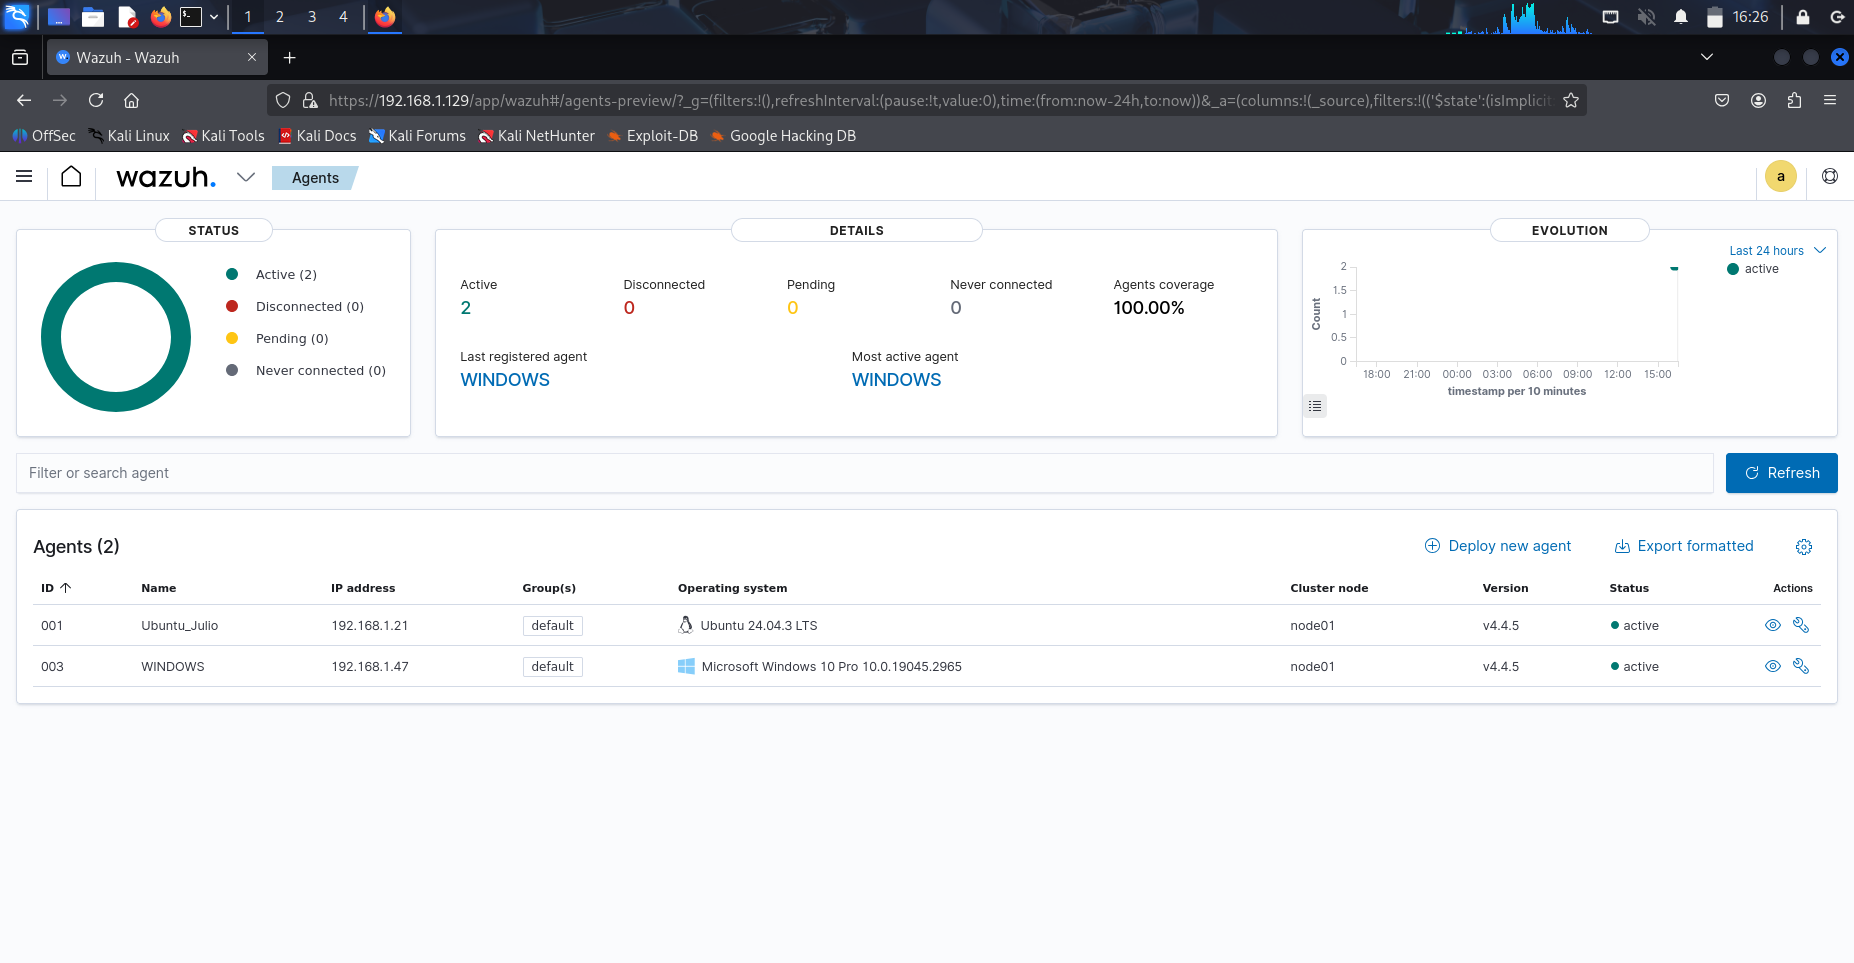 1 2 3 4 16:26
Wazuh - Wazuh
https://192.168.1.129/app/wazuh#/agents-preview/?_g=(filters:!(),refreshInterval:(pause:!t,value:0),time:(from:now-24h,to:now))&_a=(columns:!(_source),filters:!(('$state':(isImplicit
OffSec Kali Linux Kali Tools Kali Docs Kali Forums Kali NetHunter Exploit-DB Google Hacking DB
wazuh. Agents a
STATUS
Active (2)
Disconnected (0)
Pending (0)
Never connected (0)
DETAILS
Active Disconnected Pending Never connected Agents coverage
2 0 0 0 100.00%
Last registered agent Most active agent
WINDOWS WINDOWS
EVOLUTION
Last 24 hours
active
2
1.5
1
0.5
0
Count
18:00 21:00 00:00 03:00 06:00 09:00 12:00 15:00
timestamp per 10 minutes
Filter or search agent Refresh
Agents (2) Deploy new agent Export formatted
ID Name IP address Group(s) Operating system Cluster node Version Status Actions
001 Ubuntu_Julio 192.168.1.21 default Ubuntu 24.04.3 LTS node01 v4.4.5 active
003 WINDOWS 192.168.1.47 default Microsoft Windows 10 Pro 10.0.19045.2965 node01 v4.4.5 active